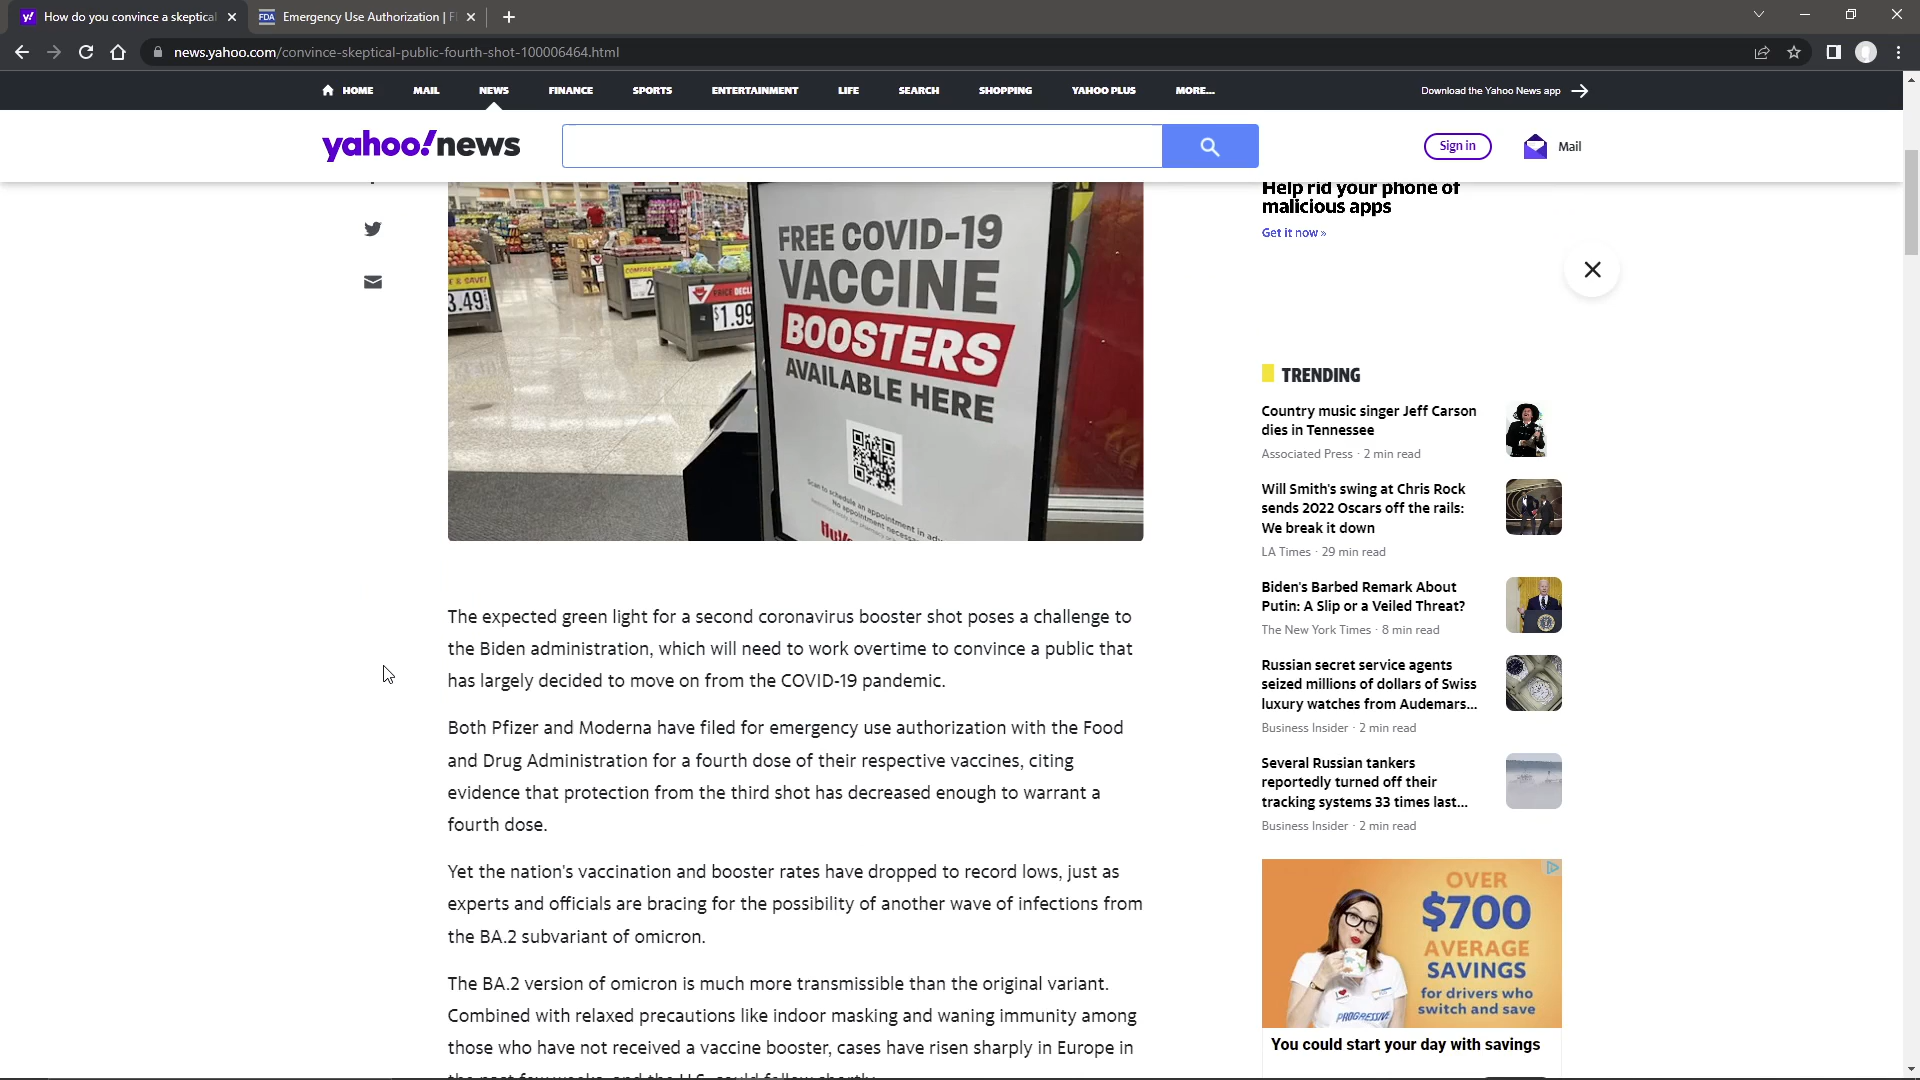 How do you convince a skeptical
FDA
Emergency Use Authorization | F
news.yahoo.com/convince-skeptical-public-fourth-shot-100006464.html
HOME
MAIL
NEWS
FINANCE
SPORTS
ENTERTAINMENT
LIFE
SEARCH
SHOPPING
YAHOO PLUS
MORE...
Download the Yahoo News app
yahoo!news
Sign in
Mail
FREE COVID-19
VACCINE
BOOSTERS
AVAILABLE HERE
3.49
$1.99
Scan to schedule an appointment in adv
No appointment necess
The expected green light for a second coronavirus booster shot poses a challenge to
the Biden administration, which will need to work overtime to convince a public that
has largely decided to move on from the COVID-19 pandemic.
Both Pfizer and Moderna have filed for emergency use authorization with the Food
and Drug Administration for a fourth dose of their respective vaccines, citing
evidence that protection from the third shot has decreased enough to warrant a
fourth dose.
Yet the nation's vaccination and booster rates have dropped to record lows, just as
experts and officials are bracing for the possibility of another wave of infections from
the BA.2 subvariant of omicron.
The BA.2 version of omicron is much more transmissible than the original variant.
Combined with relaxed precautions like indoor masking and waning immunity among
those who have not received a vaccine booster, cases have risen sharply in Europe in
Help rid your phone of
malicious apps
Get it now »
TRENDING
Country music singer Jeff Carson
dies in Tennessee
Associated Press · 2 min read
Will Smith's swing at Chris Rock
sends 2022 Oscars off the rails:
We break it down
LA Times · 29 min read
Biden's Barbed Remark About
Putin: A Slip or a Veiled Threat?
The New York Times · 8 min read
Russian secret service agents
seized millions of dollars of Swiss
luxury watches from Audemars...
Business Insider · 2 min read
Several Russian tankers
reportedly turned off their
tracking systems 33 times last...
Business Insider · 2 min read
OVER
$700
AVERAGE
SAVINGS
for drivers who
switch and save
PROGRESSIVE
You could start your day with savings